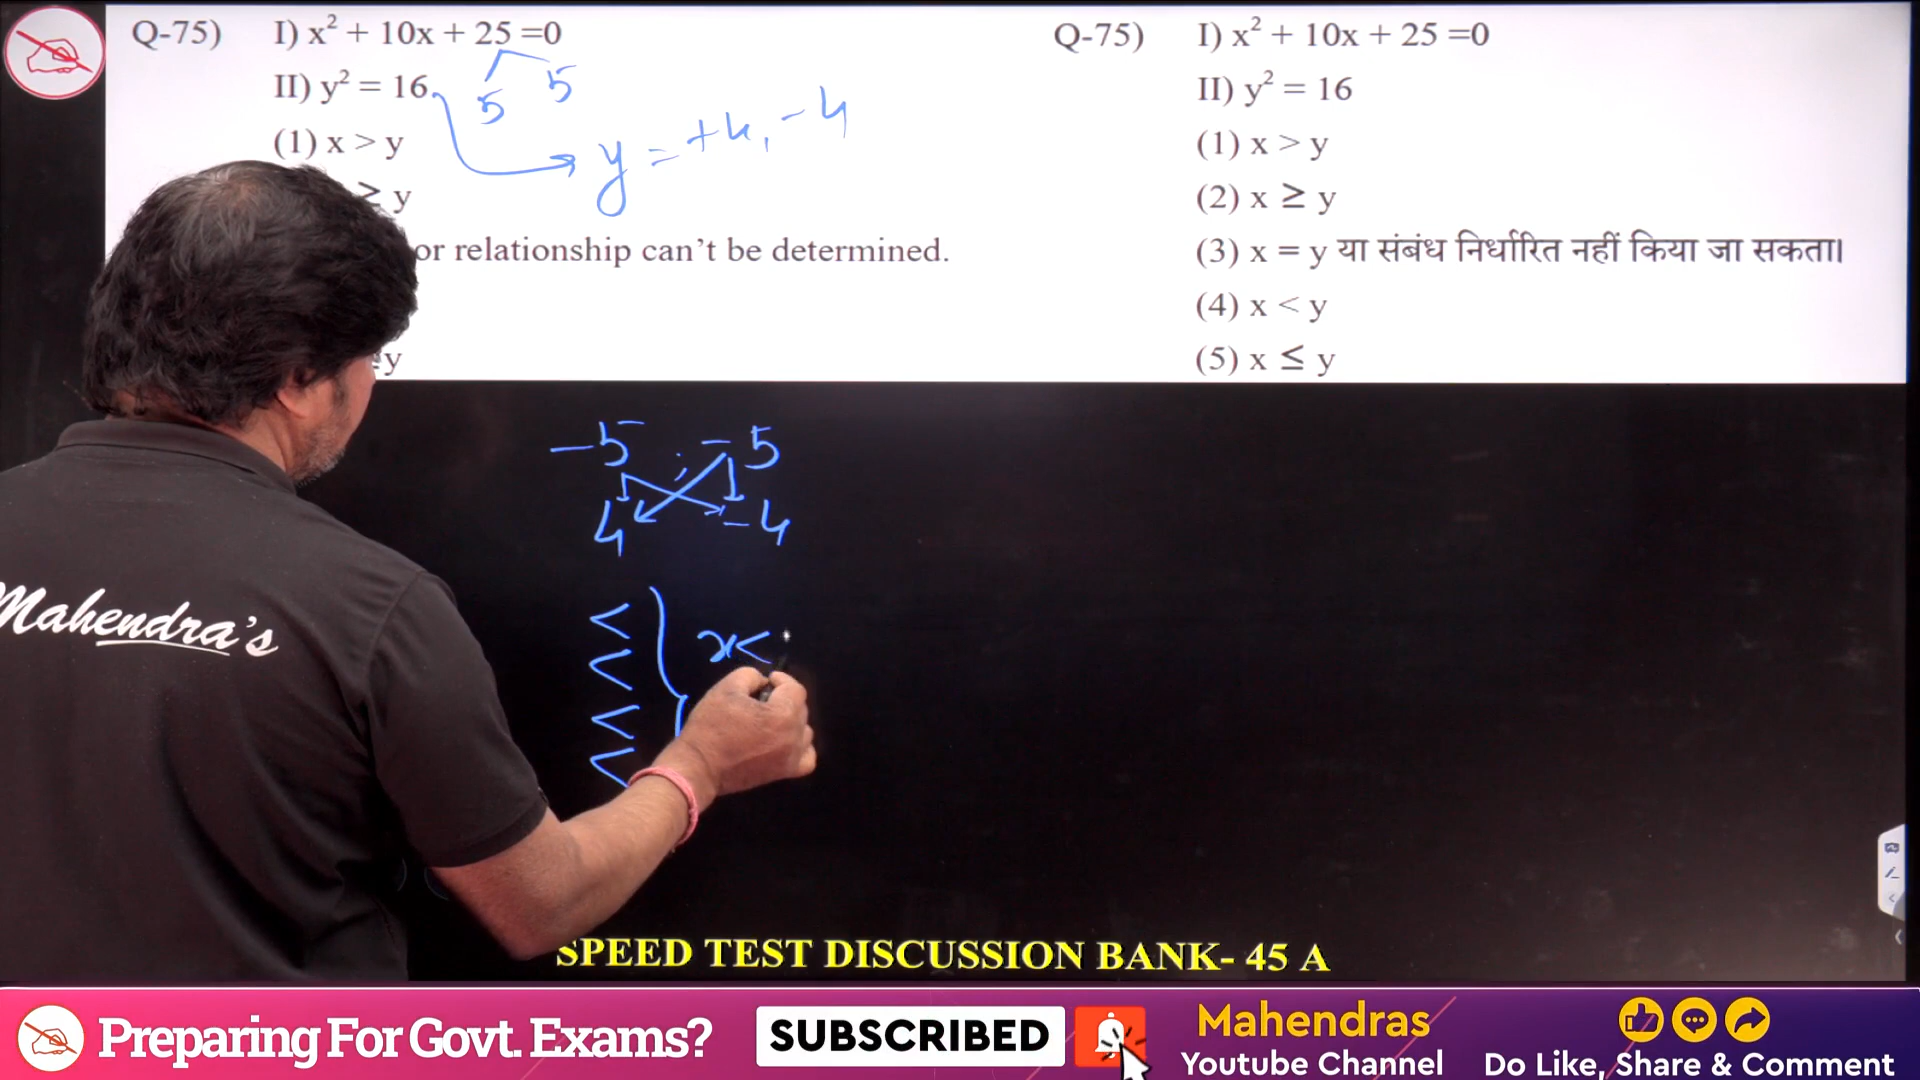 Q-75) I) x² + 10x + 25 =0
II) y² = 16
5 5
y = +4, -4
(1) x > y
≥ y
or relationship can't be determined.
y
Q-75) I) x² + 10x + 25 =0
II) y² = 16
(1) x > y
(2) x ≥ y
(3) x = y या संबंध निर्धारित नहीं किया जा सकता।
(4) x < y
(5) x ≤ y
-5 , -5
4 -4
<
<
<
<
x<
Mahendra's
SPEED TEST DISCUSSION BANK- 45 A
Preparing For Govt. Exams?
SUBSCRIBED
Mahendras
Youtube Channel
Do Like, Share & Comment